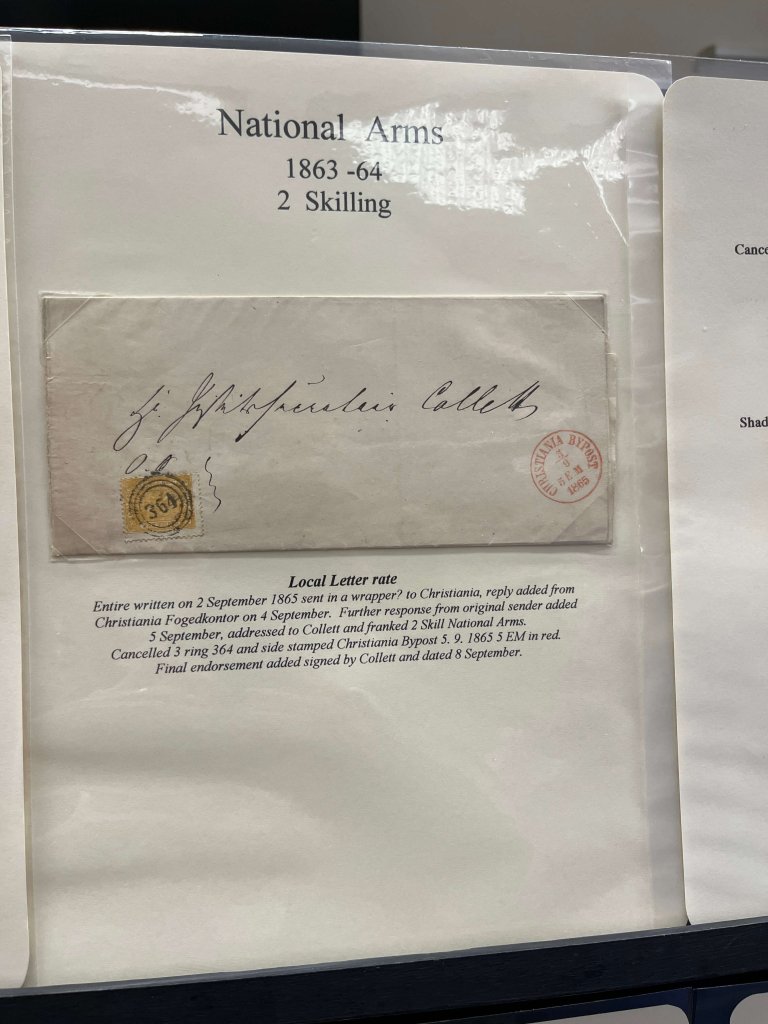 National Arms
1863 -64
2 Skilling
Collett
364
CHRISTIANIA BYPOST
5.
9
5 EM
1865
Local Letter rate
Entire written on 2 September 1865 sent in a wrapper? to Christiania, reply added from
Christiania Fogedkontor on 4 September. Further response from original sender added
5 September, addressed to Collett and franked 2 Skill National Arms.
Cancelled 3 ring 364 and side stamped Christiania Bypost 5. 9. 1865 5 EM in red.
Final endorsement added signed by Collett and dated 8 September.
Cance
Shad